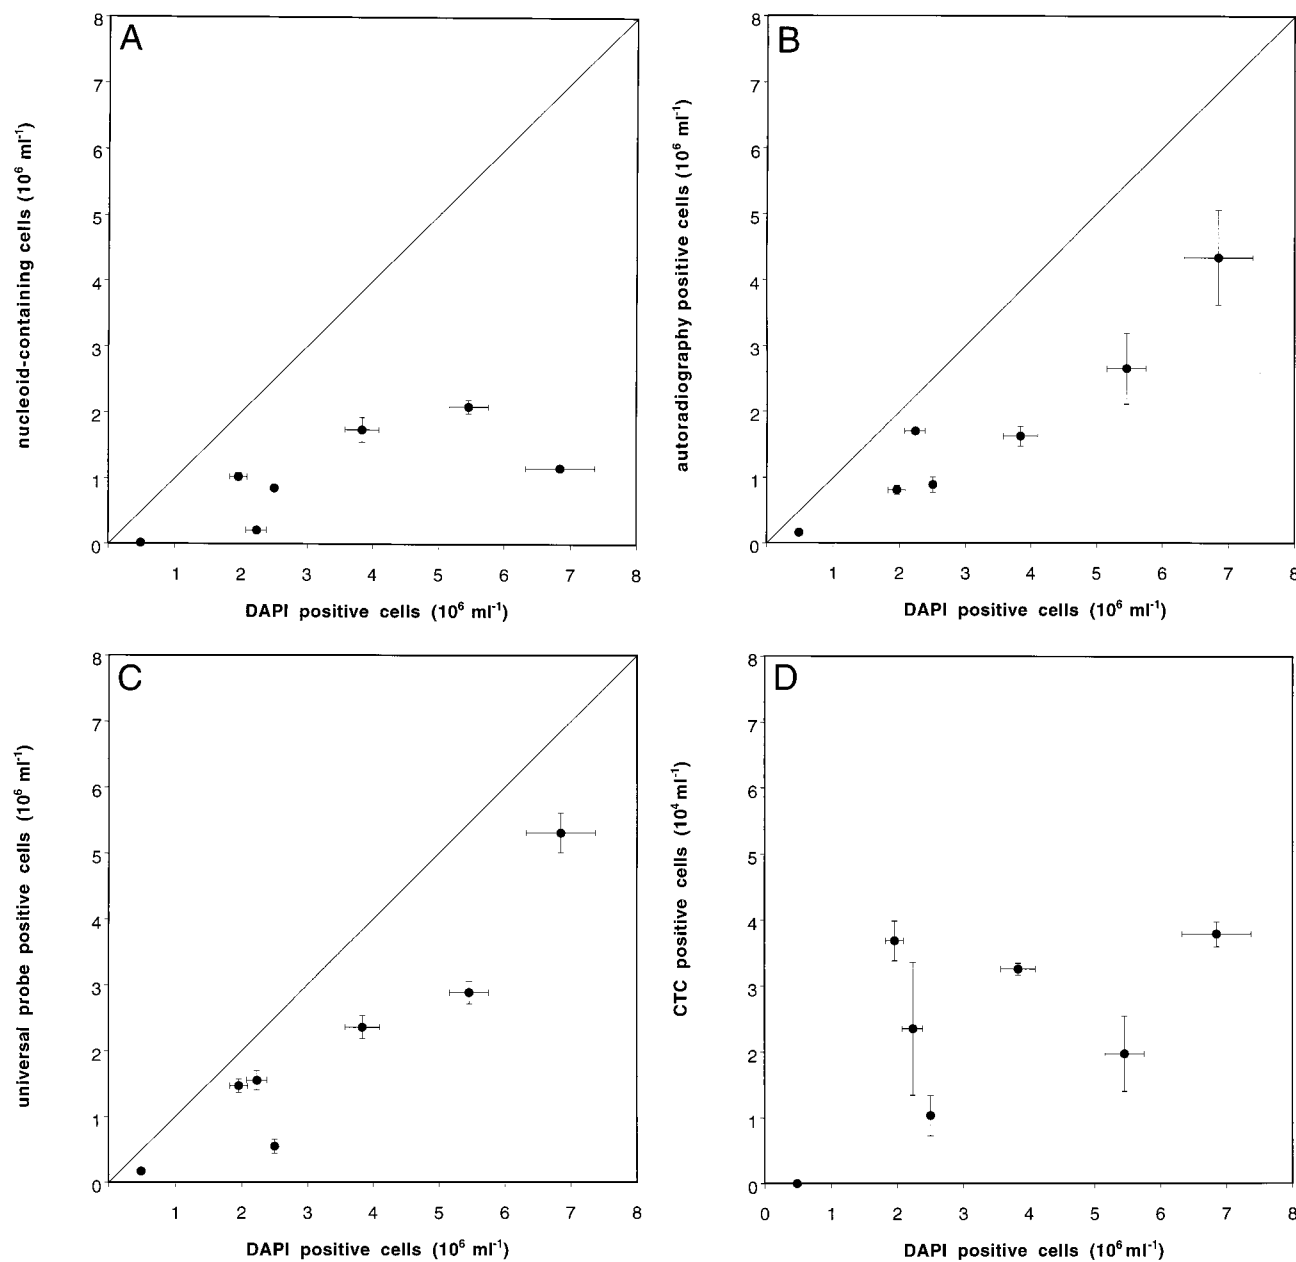 A
8
7
6
5
4
3
2
1
0
nucleoid-containing cells (10⁶ ml⁻¹)
1 2 3 4 5 6 7 8
DAPI positive cells (10⁶ ml⁻¹)
B
8
7
6
5
4
3
2
1
0
autoradiography positive cells (10⁶ ml⁻¹)
1 2 3 4 5 6 7 8
DAPI positive cells (10⁶ ml⁻¹)
C
8
7
6
5
4
3
2
1
0
universal probe positive cells (10⁶ ml⁻¹)
1 2 3 4 5 6 7 8
DAPI positive cells (10⁶ ml⁻¹)
D
8
7
6
5
4
3
2
1
0
CTC positive cells (10⁴ ml⁻¹)
0 1 2 3 4 5 6 7 8
DAPI positive cells (10⁶ ml⁻¹)